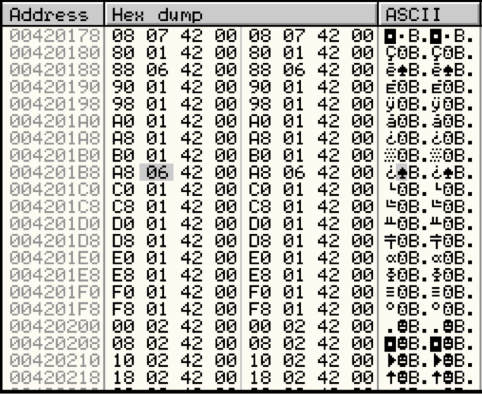 Address Hex dump ASCII
00420178 08 07 42 00 08 07 42 00 ◘•B.◘•B.
00420180 80 01 42 00 80 01 42 00 Ç☺B.Ç☺B.
00420188 88 06 42 00 88 06 42 00 ê♠B.ê♠B.
00420190 90 01 42 00 90 01 42 00 É☺B.É☺B.
00420198 98 01 42 00 98 01 42 00 ÿ☺B.ÿ☺B.
004201A0 A0 01 42 00 A0 01 42 00 á☺B.á☺B.
004201A8 A8 01 42 00 A8 01 42 00 ¿☺B.¿☺B.
004201B0 B0 01 42 00 B0 01 42 00 ░☺B.░☺B.
004201B8 A8 06 42 00 A8 06 42 00 ¿♠B.¿♠B.
004201C0 C0 01 42 00 C0 01 42 00 └☺B.└☺B.
004201C8 C8 01 42 00 C8 01 42 00 ╚☺B.╚☺B.
004201D0 D0 01 42 00 D0 01 42 00 ╨☺B.╨☺B.
004201D8 D8 01 42 00 D8 01 42 00 ╪☺B.╪☺B.
004201E0 E0 01 42 00 E0 01 42 00 α☺B.α☺B.
004201E8 E8 01 42 00 E8 01 42 00 Φ☺B.Φ☺B.
004201F0 F0 01 42 00 F0 01 42 00 ≡☺B.≡☺B.
004201F8 F8 01 42 00 F8 01 42 00 °☺B.°☺B.
00420200 00 02 42 00 00 02 42 00 .☻B..☻B.
00420208 08 02 42 00 08 02 42 00 ◘☻B.◘☻B.
00420210 10 02 42 00 10 02 42 00 ►☻B.►☻B.
00420218 18 02 42 00 18 02 42 00 ↑☻B.↑☻B.